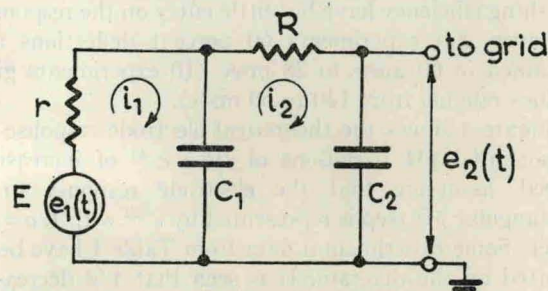 R
to grid
r
i₁
i₂
E
e₁(t)
C₁
C₂
e₂(t)